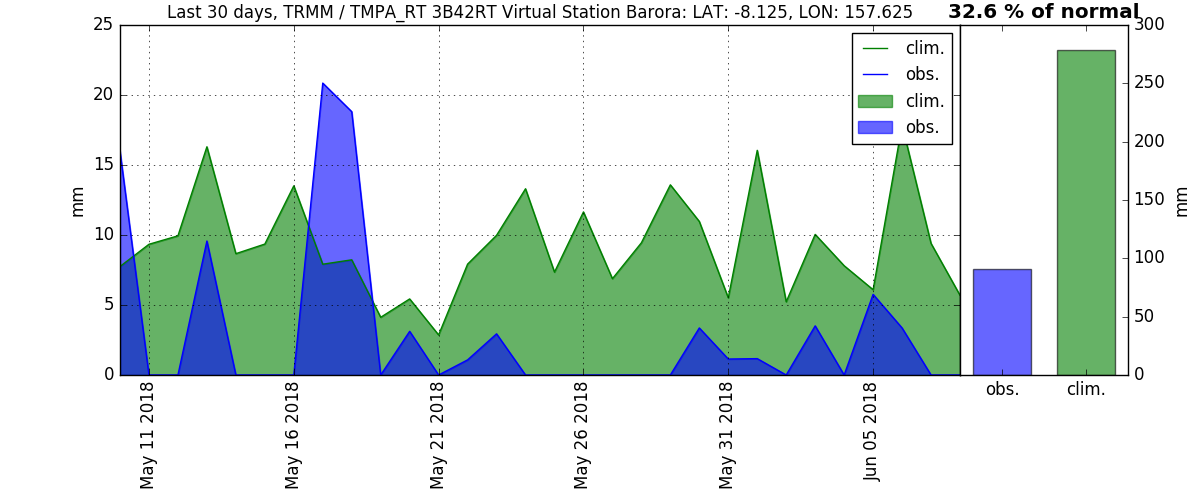 Last 30 days, TRMM / TMPA_RT 3B42RT Virtual Station Barora: LAT: -8.125, LON: 157.625
32.6 % of normal
25
20
15
10
5
0
mm
clim.
obs.
clim.
obs.
300
250
200
150
100
50
0
mm
obs.
clim.
May 11 2018
May 16 2018
May 21 2018
May 26 2018
May 31 2018
Jun 05 2018